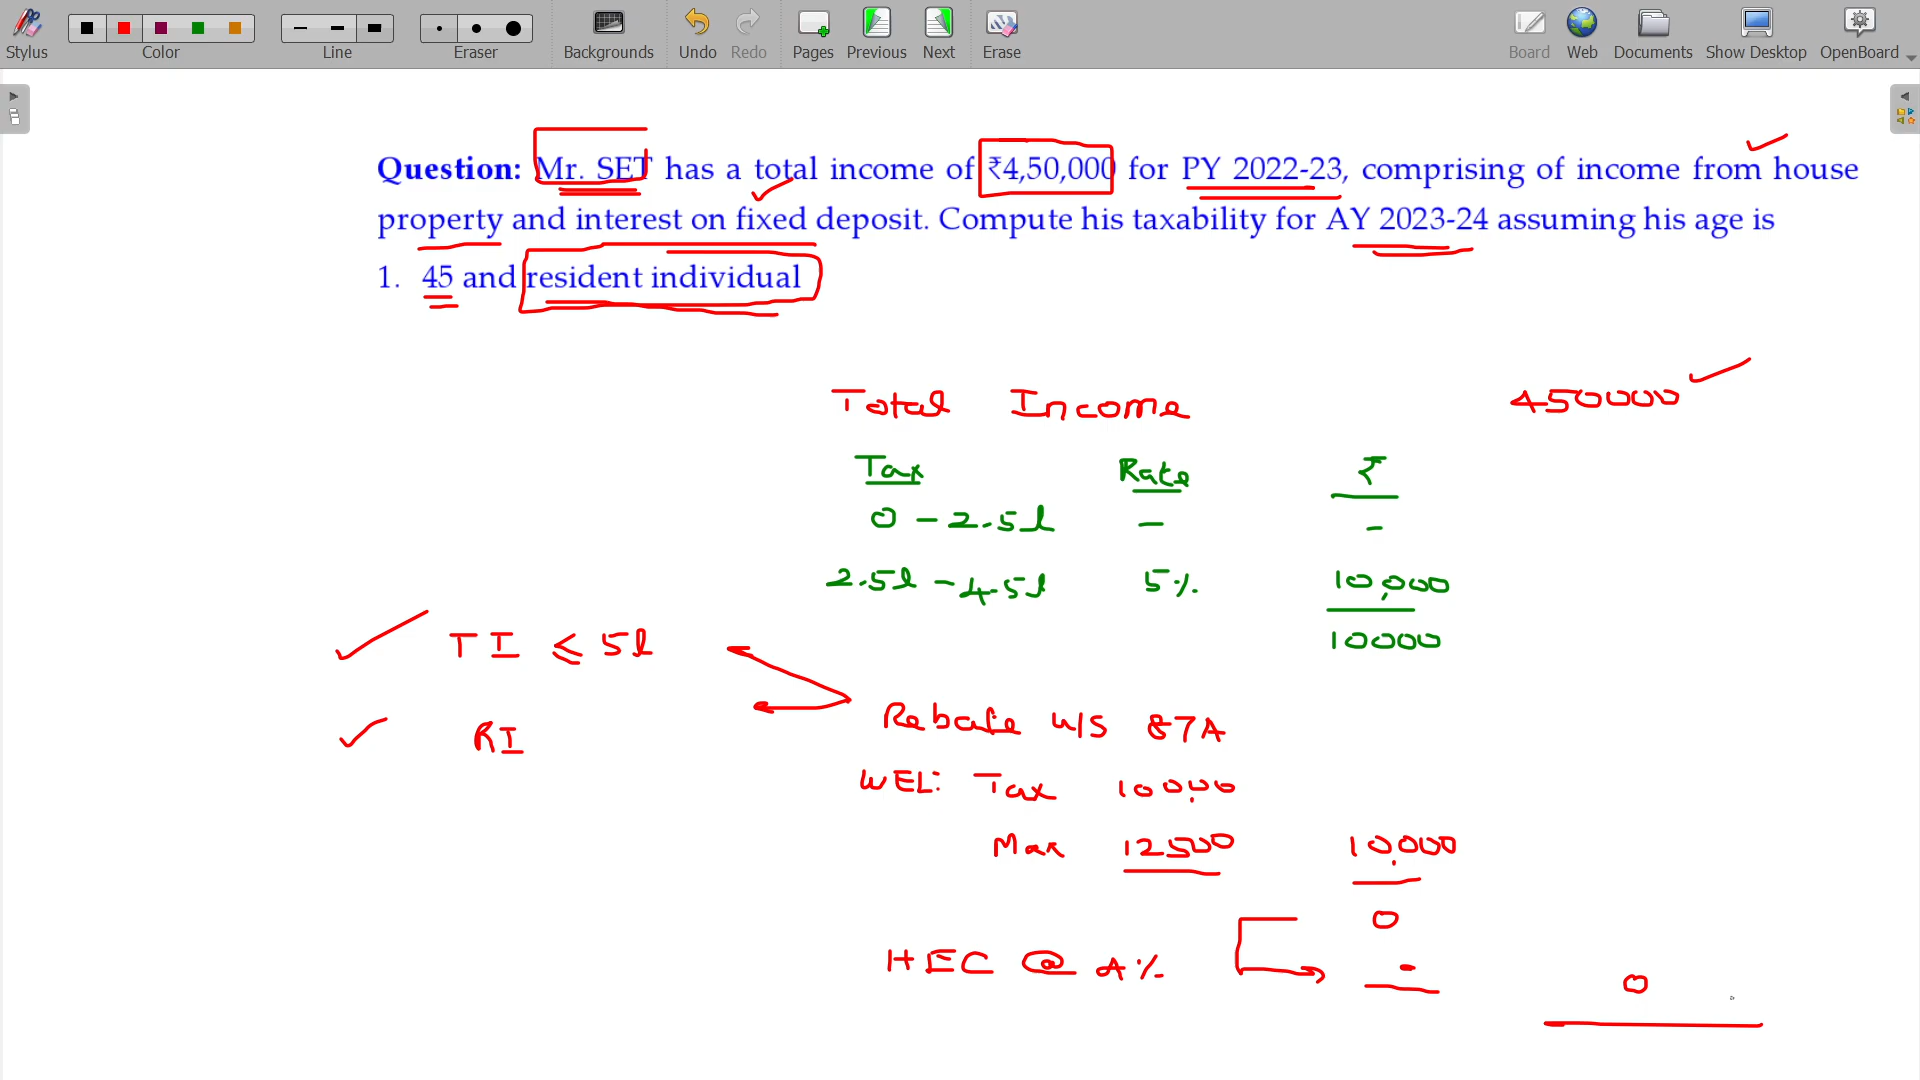 Stylus Color Line Eraser Backgrounds Undo Redo Pages Previous Next Erase Board Web Documents Show Desktop OpenBoard
Question: Mr. SET has a total income of ₹4,50,000 for PY 2022-23, comprising of income from house
property and interest on fixed deposit. Compute his taxability for AY 2023-24 assuming his age is
1. 45 and resident individual
Total Income 450000
Tax Rate ₹
0 - 2.5l - -
2.5l - 4.5l 5% 10,000
TI ≤ 5l 10000
RI Rebate u/s 87A
WEL: Tax 10000
Max 12500 10,000
0
HEC @ 4% -
0